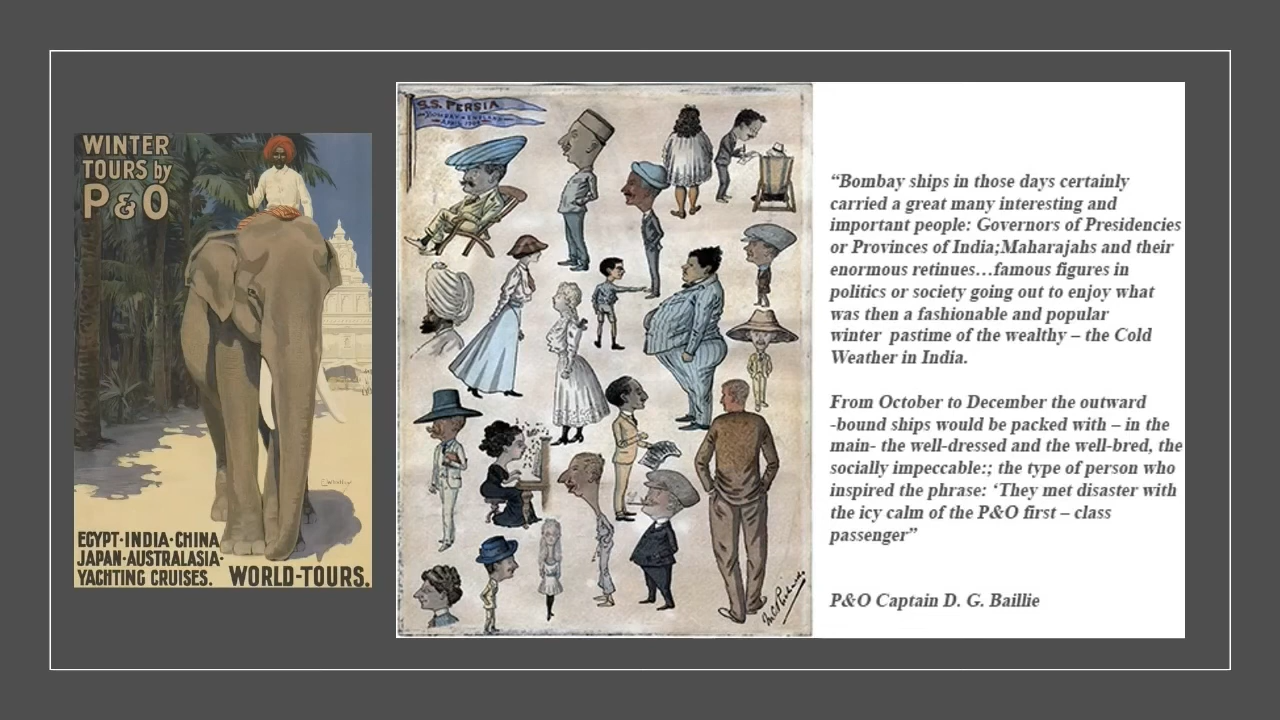 WINTER
TOURS by
P & O
EGYPT·INDIA·CHINA
JAPAN·AUSTRALASIA·
YACHTING CRUISES. WORLD-TOURS.
S.S. PERSIA
BOMBAY - ENGLAND
“Bombay ships in those days certainly
carried a great many interesting and
important people: Governors of Presidencies
or Provinces of India;Maharajahs and their
enormous retinues…famous figures in
politics or society going out to enjoy what
was then a fashionable and popular
winter  pastime of the wealthy – the Cold
Weather in India.
From October to December the outward
-bound ships would be packed with – in the
main- the well-dressed and the well-bred, the
socially impeccable:; the type of person who
inspired the phrase: ‘They met disaster with
the icy calm of the P&O first – class
passenger”
P&O Captain D. G. Baillie